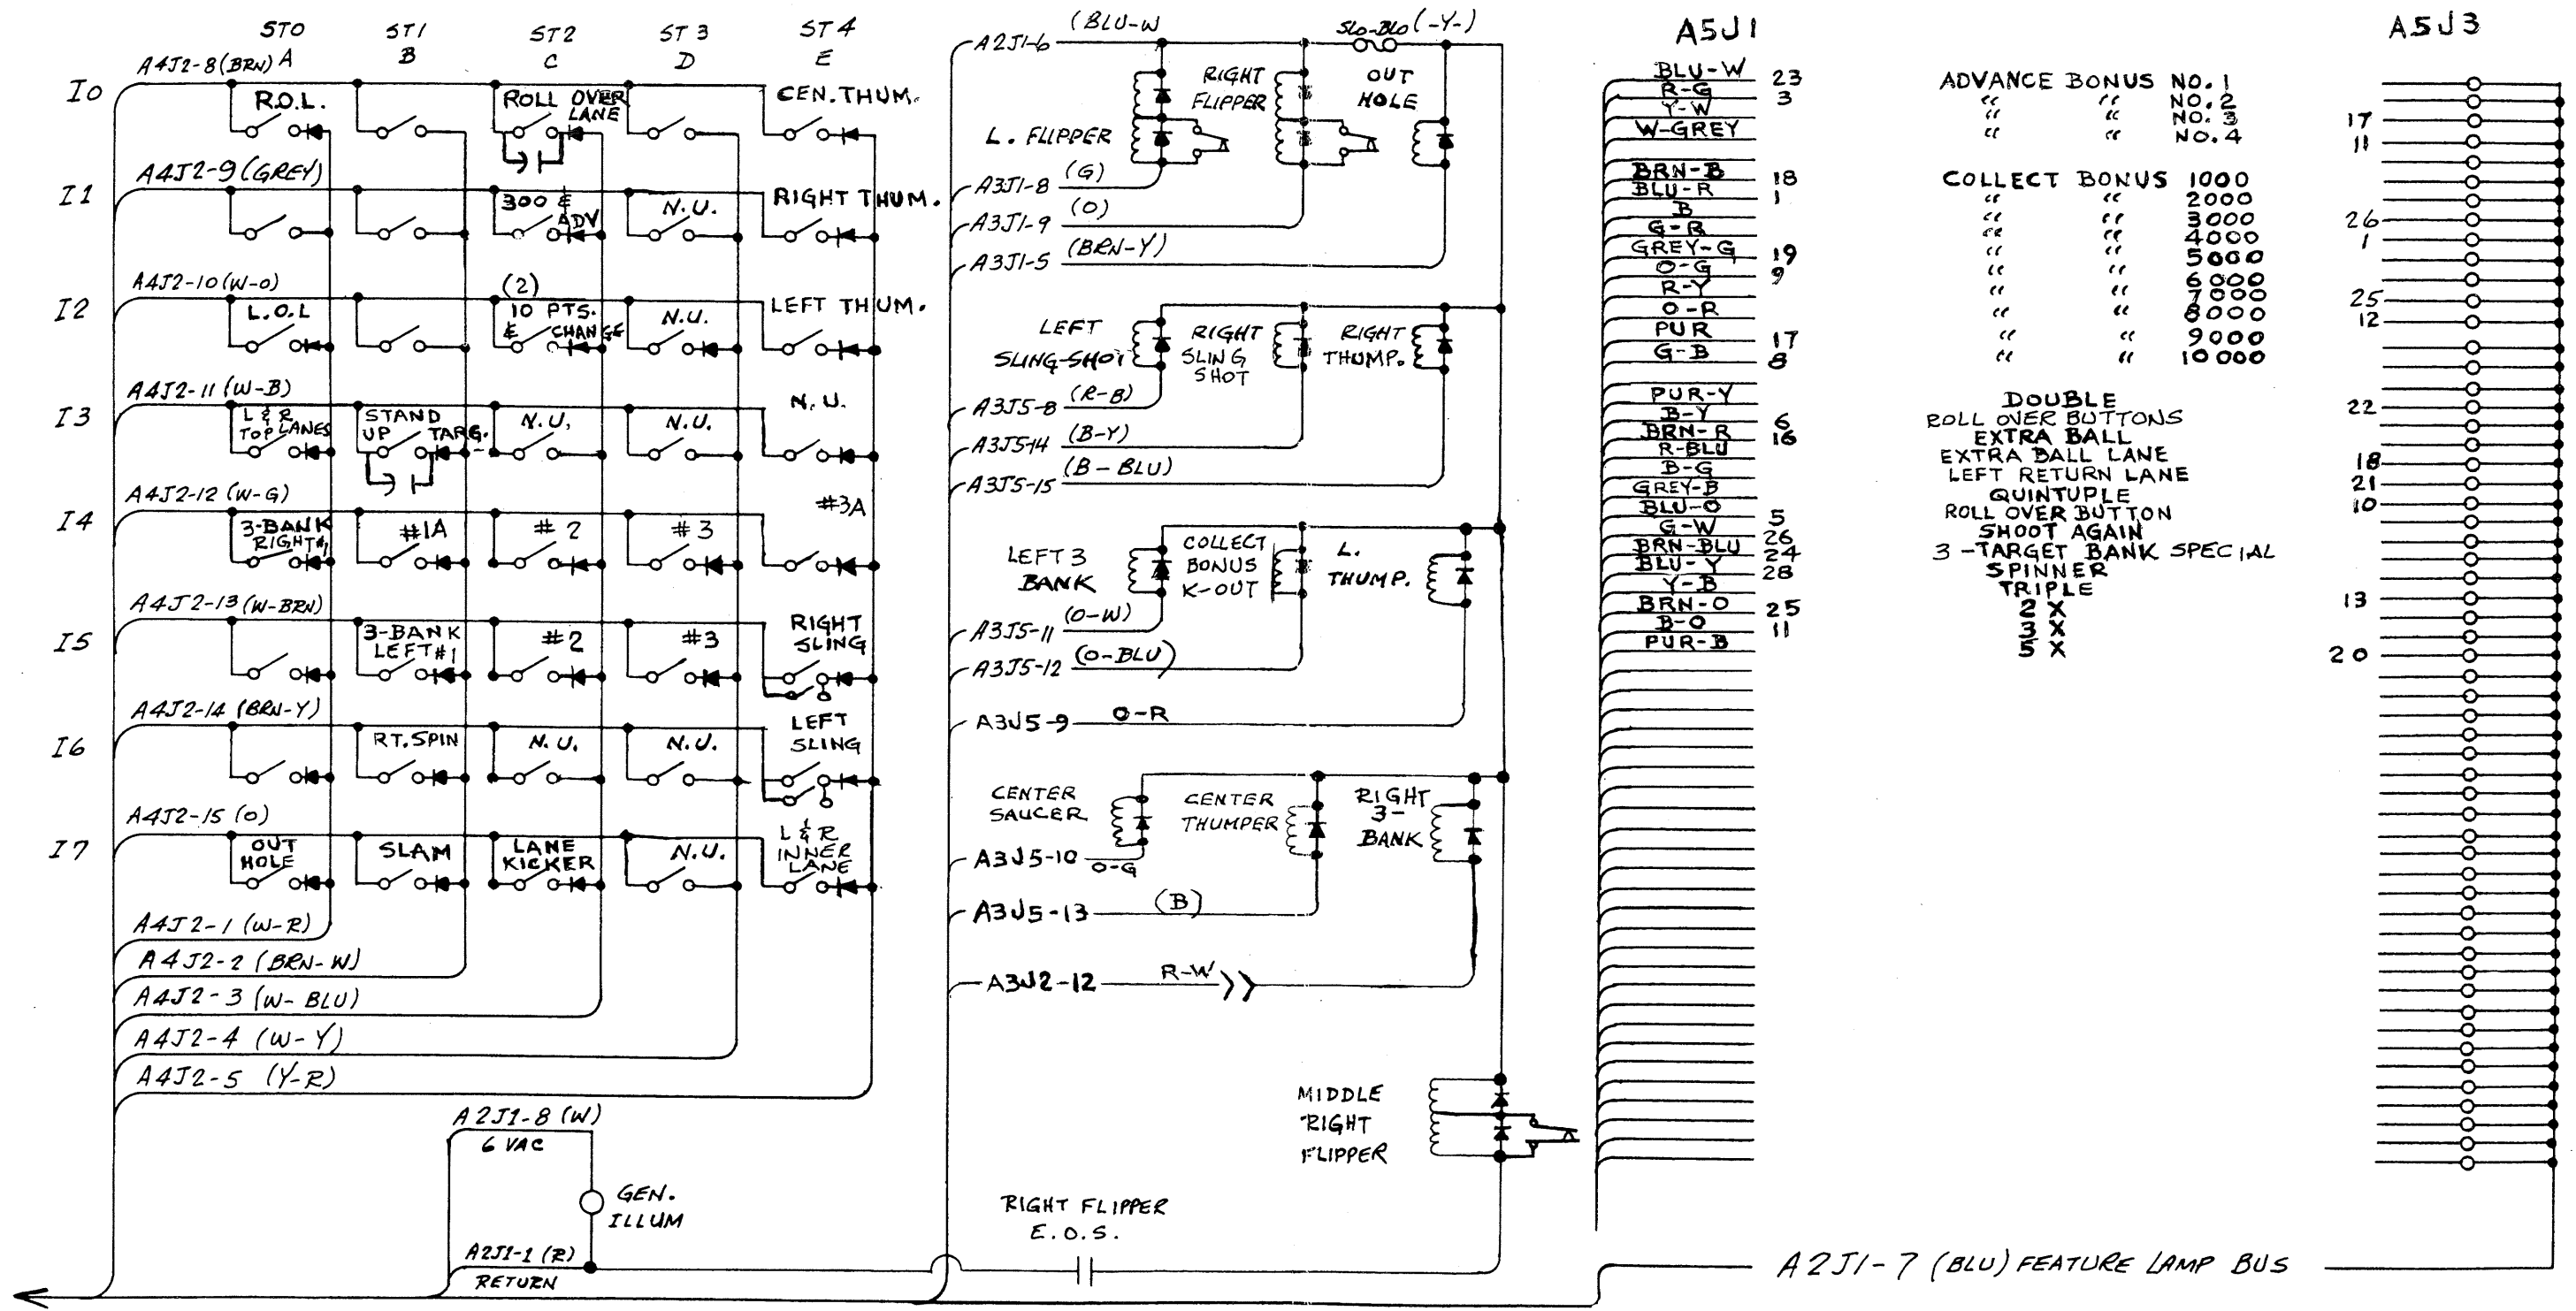 STO ST1 ST2 ST3 ST4
A B C D E
I0 A4J2-8 (BRN)
R.O.L.
ROLL OVER
LANE
CEN. THUM.
I1 A4J2-9 (GREY)
300 &
ADV
N.U.
RIGHT THUM.
I2 A4J2-10 (W-O)
L.O.L
(2)
10 PTS.
& CHANGE
N.U.
LEFT THUM.
I3 A4J2-11 (W-B)
L & R
TOP LANES
STAND
UP TARG.
N.U.
N.U.
N.U.
I4 A4J2-12 (W-G)
3-BANK
RIGHT #1
#1A
#2
#3
#3A
I5 A4J2-13 (W-BRN)
3-BANK
LEFT #1
#2
#3
RIGHT
SLING
I6 A4J2-14 (BRN-Y)
RT. SPIN
N.U.
N.U.
LEFT
SLING
I7 A4J2-15 (O)
OUT
HOLE
SLAM
LANE
KICKER
N.U.
L & R
INNER
LANE
A4J2-1 (W-R)
A4J2-2 (BRN-W)
A4J2-3 (W-BLU)
A4J2-4 (W-Y)
A4J2-5 (Y-R)
A2J1-8 (W)
6 VAC
GEN.
ILLUM
A2J1-1 (R)
RETURN
A2J1-6 (BLU-W
SLO-BLO (-Y-)
L. FLIPPER
RIGHT
FLIPPER
OUT
HOLE
A3J1-8 (G)
A3J1-9 (O)
A3J1-5 (BRN-Y)
LEFT
SLING-SHOT
RIGHT
SLING
SHOT
RIGHT
THUMP.
A3J5-8 (R-B)
A3J5-14 (B-Y)
A3J5-15 (B-BLU)
LEFT 3
BANK
COLLECT
BONUS
K-OUT
L.
THUMP.
A3J5-11 (O-W)
A3J5-12 (O-BLU)
A3J5-9 O-R
CENTER
SAUCER
CENTER
THUMPER
RIGHT
3-
BANK
A3J5-10 O-G
A3J5-13 (B)
A3J2-12 R-W
MIDDLE
RIGHT
FLIPPER
RIGHT FLIPPER
E.O.S.
A5J1
BLU-W 23
R-G 3
Y-W
W-GREY
BRN-B 18
BLU-R 1
B
G-R
GREY-G 19
O-G 9
R-Y
O-R
PUR 17
G-B 8
PUR-Y
B-Y 6
BRN-R 16
R-BLU
B-G
GREY-B
BLU-O 5
G-W 26
BRN-BLU 24
BLU-Y 28
Y-B
BRN-O 25
B-O 11
PUR-B
A5J3
ADVANCE BONUS NO. 1
" " NO. 2
" " NO. 3 17
" " NO. 4 11
COLLECT BONUS 1000
" " 2000
" " 3000 26
" " 4000 1
" " 5000
" " 6000
" " 7000 25
" " 8000 12
" " 9000
" " 10000
DOUBLE 22
ROLL OVER BUTTONS
EXTRA BALL
EXTRA BALL LANE 18
LEFT RETURN LANE 21
QUINTUPLE 10
ROLL OVER BUTTON
SHOOT AGAIN
3-TARGET BANK SPECIAL
SPINNER
TRIPLE 13
2 X
3 X
5 X 20
A2J1-7 (BLU) FEATURE LAMP BUS